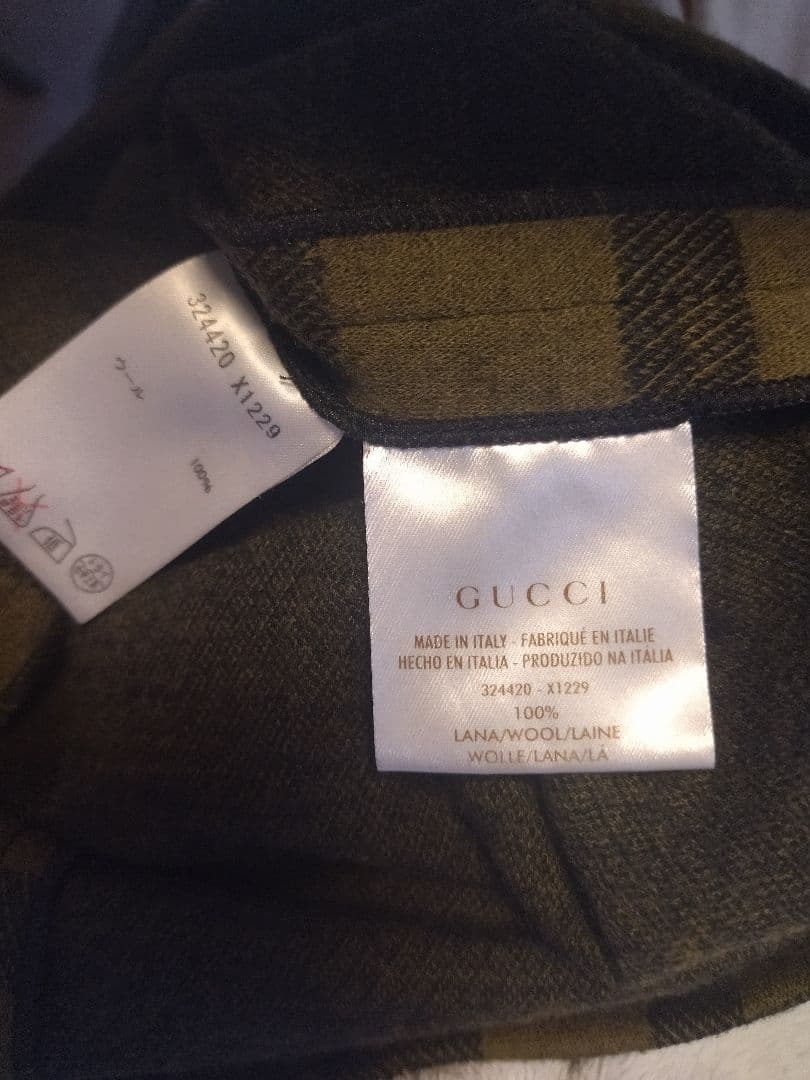 324420 X1229
ウール
100%
GUCCI
MADE IN ITALY - FABRIQUÉ EN ITALIE
HECHO EN ITALIA - PRODUZIDO NA ITÁLIA
324420 - X1229
100%
LANA/WOOL/LAINE
WOLLE/LANA/LÃ